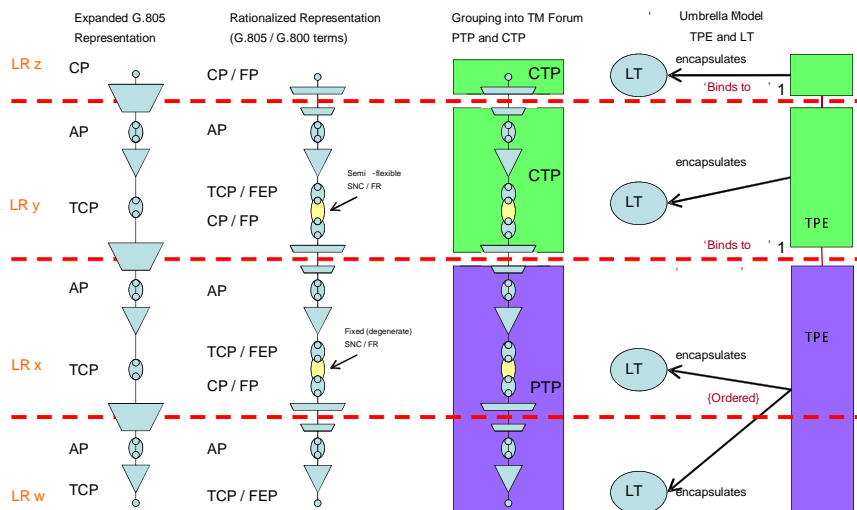 Expanded G.805
Representation
Rationalized Representation
(G.805 / G.800 terms)
Grouping into TM Forum
PTP and CTP
‘ Umbrella Model
TPE and LT
LR z
CP
CP / FP
CTP
LT
encapsulates
‘Binds to ’ 1
AP
AP
CTP
encapsulates
Semi -flexible
SNC / FR
LR y
TCP
TCP / FEP
CP / FP
LT
TPE
‘Binds to ’ 1
‘ ’
AP
AP
Fixed (degenerate)
SNC / FR
TPE
LR x
TCP
TCP / FEP
CP / FP
PTP
LT
encapsulates
{Ordered}
AP
AP
LR w
TCP
TCP / FEP
LT
encapsulates